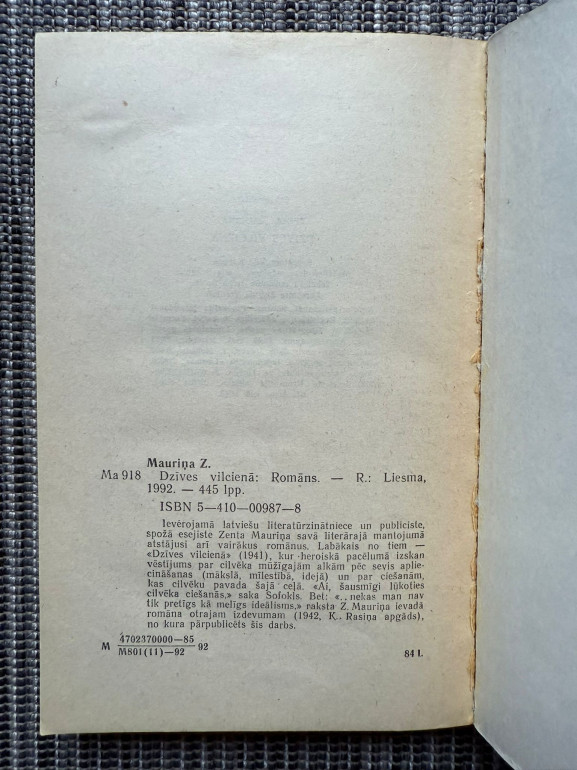 Mauriņa Z.
Ma 918 Dzīves vilcienā: Romāns. — R.: Liesma,
1992. — 445 lpp.
ISBN 5—410—00987—8
Ievērojamā latviešu literatūrzinātniece un publiciste,
spožā esejiste Zenta Mauriņa savā literārajā mantojumā
atstājusi arī vairākus romānus. Labākais no tiem —
«Dzīves vilcienā» (1941), kur heroiskā pacēlumā izskan
vēstījums par cilvēka mūžīgajām alkām pēc sevis aplie-
cināšanas (mākslā, mīlestībā, idejā) un par ciešanām,
kas cilvēku pavada šajā ceļā. «Ai, šausmīgi lūkoties
cilvēka ciešanās,» saka Sofokls. Bet: «.. nekas man nav
tik pretīgs kā melīgs ideālisms,» raksta Z. Mauriņa ievadā
romāna otrajam izdevumam (1942, K. Rasiņa apgāds),
no kura pārpublicēts šis darbs.
M 4702370000—85 92
M801(11)—92
84 l.